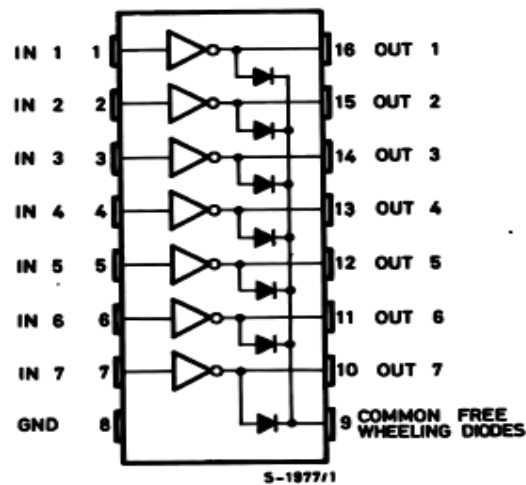 IN 1 1 16 OUT 1
IN 2 2 15 OUT 2
IN 3 3 14 OUT 3
IN 4 4 13 OUT 4
IN 5 5 12 OUT 5
IN 6 6 11 OUT 6
IN 7 7 10 OUT 7
GND 8 9 COMMON FREE
WHEELING DIODES
S-1977/1